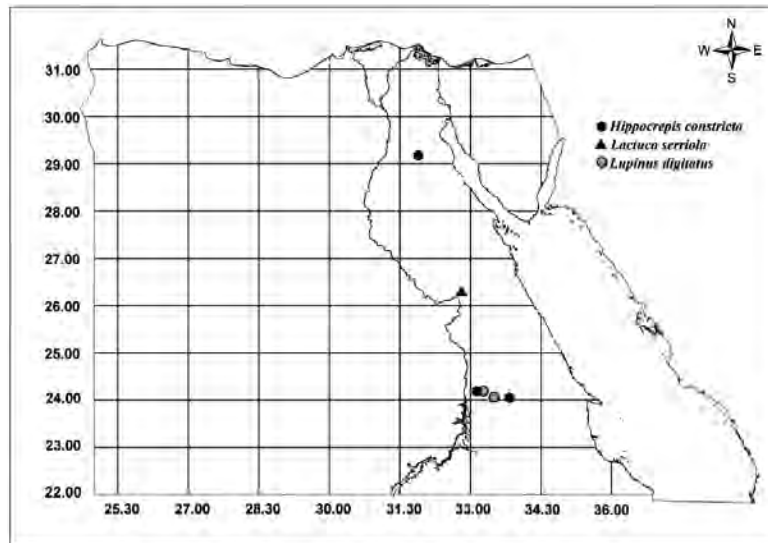 N
W E
S
31.00
30.00
29.00
28.00
27.00
26.00
25.00
24.00
23.00
22.00
Hippocrepis constricta
Lactuca serriola
Lupinus digitatus
25.30 27.00 28.30 30.00 31.30 33.00 34.30 36.00